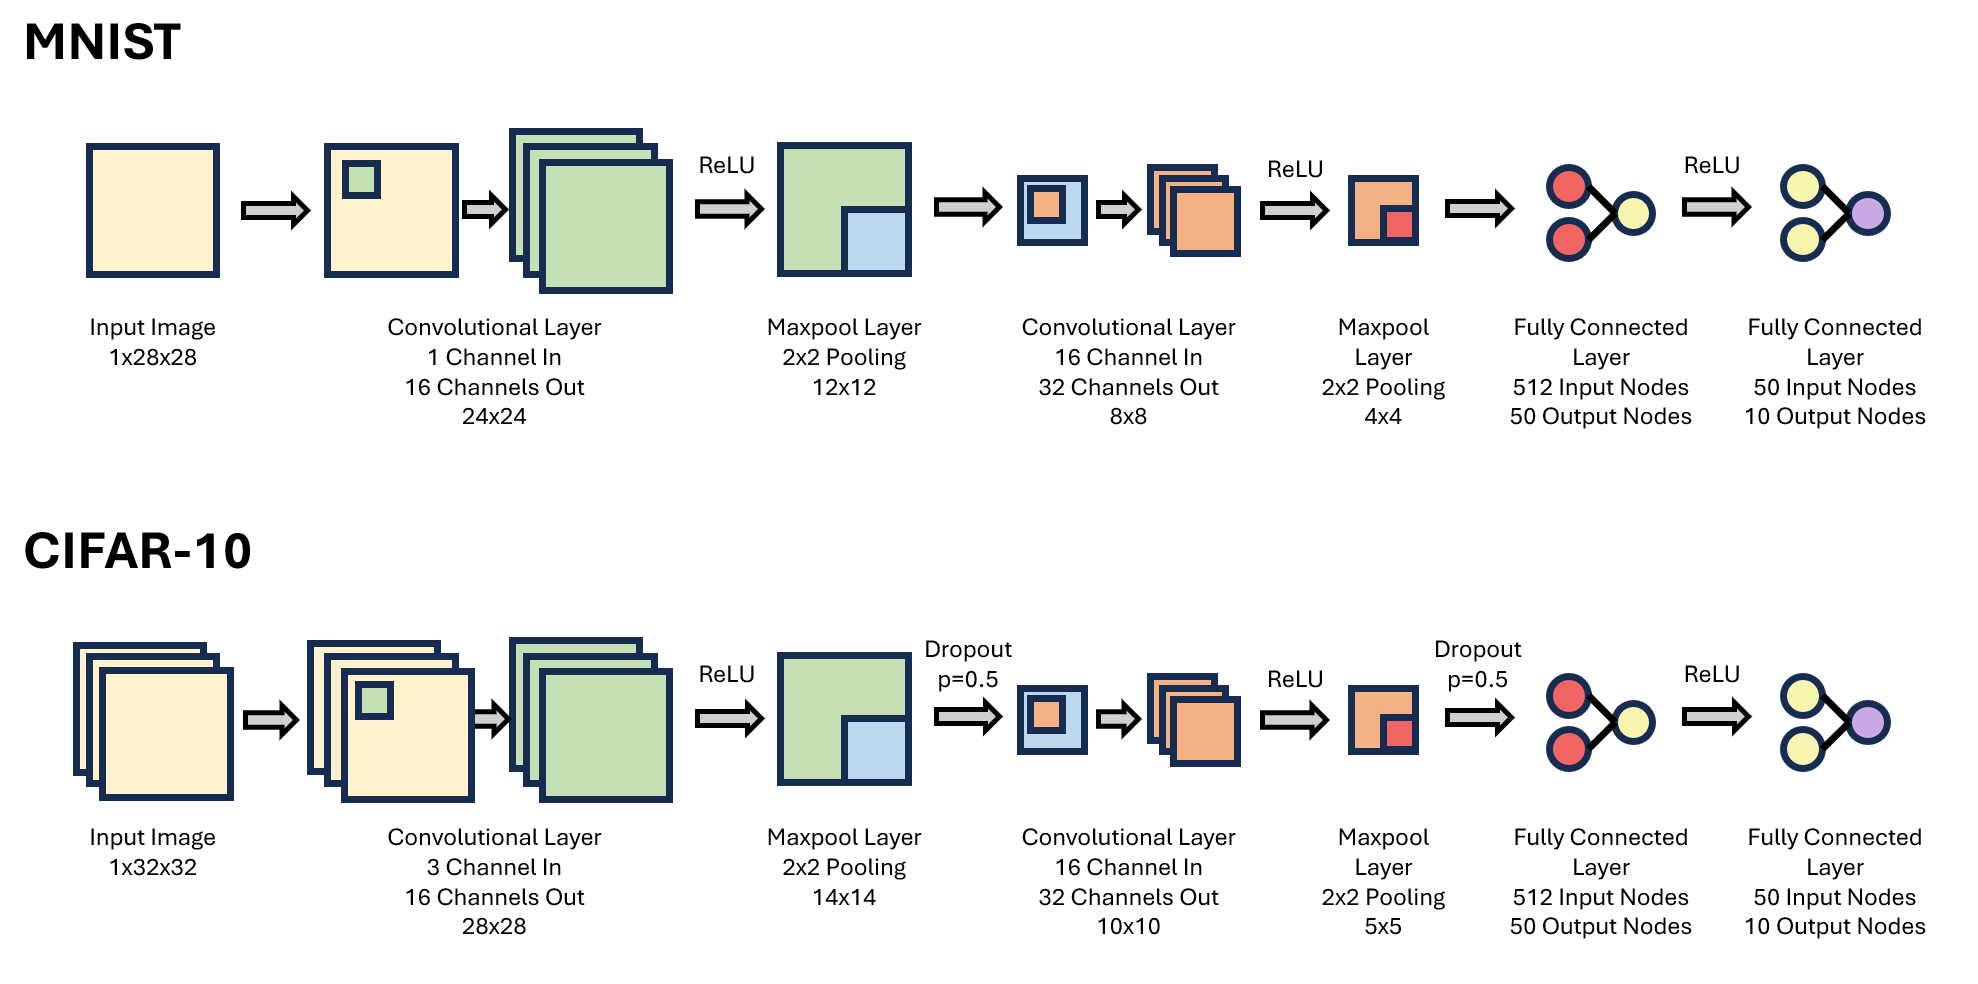 MNIST
ReLU
ReLU
ReLU
Input Image
1x28x28
Convolutional Layer
1 Channel In
16 Channels Out
24x24
Maxpool Layer
2x2 Pooling
12x12
Convolutional Layer
16 Channel In
32 Channels Out
8x8
Maxpool
Layer
2x2 Pooling
4x4
Fully Connected
Layer
512 Input Nodes
50 Output Nodes
Fully Connected
Layer
50 Input Nodes
10 Output Nodes
CIFAR-10
ReLU
Dropout
p=0.5
ReLU
Dropout
p=0.5
ReLU
Input Image
1x32x32
Convolutional Layer
3 Channel In
16 Channels Out
28x28
Maxpool Layer
2x2 Pooling
14x14
Convolutional Layer
16 Channel In
32 Channels Out
10x10
Maxpool
Layer
2x2 Pooling
5x5
Fully Connected
Layer
512 Input Nodes
50 Output Nodes
Fully Connected
Layer
50 Input Nodes
10 Output Nodes